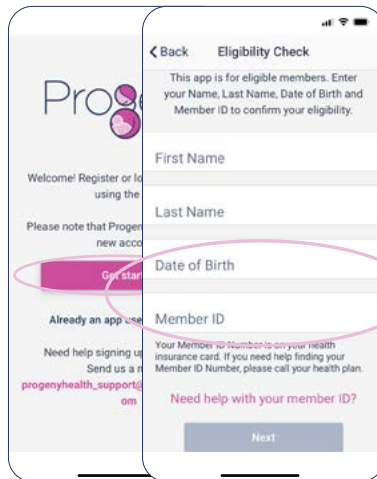 Proge
Welcome! Register or lo
using the
Please note that Progen
new acco
Get start
Already an app use
Need help signing up
Send us a
progenyhealth_support@
om
Back
Eligibility Check
This app is for eligible members. Enter
your Name, Last Name, Date of Birth and
Member ID to confirm your eligibility.
First Name
Last Name
Date of Birth
Member ID
Your Member ID Number is on your health
insurance card. If you need help finding your
Member ID Number, please call your health plan.
Need help with your member ID?
Next